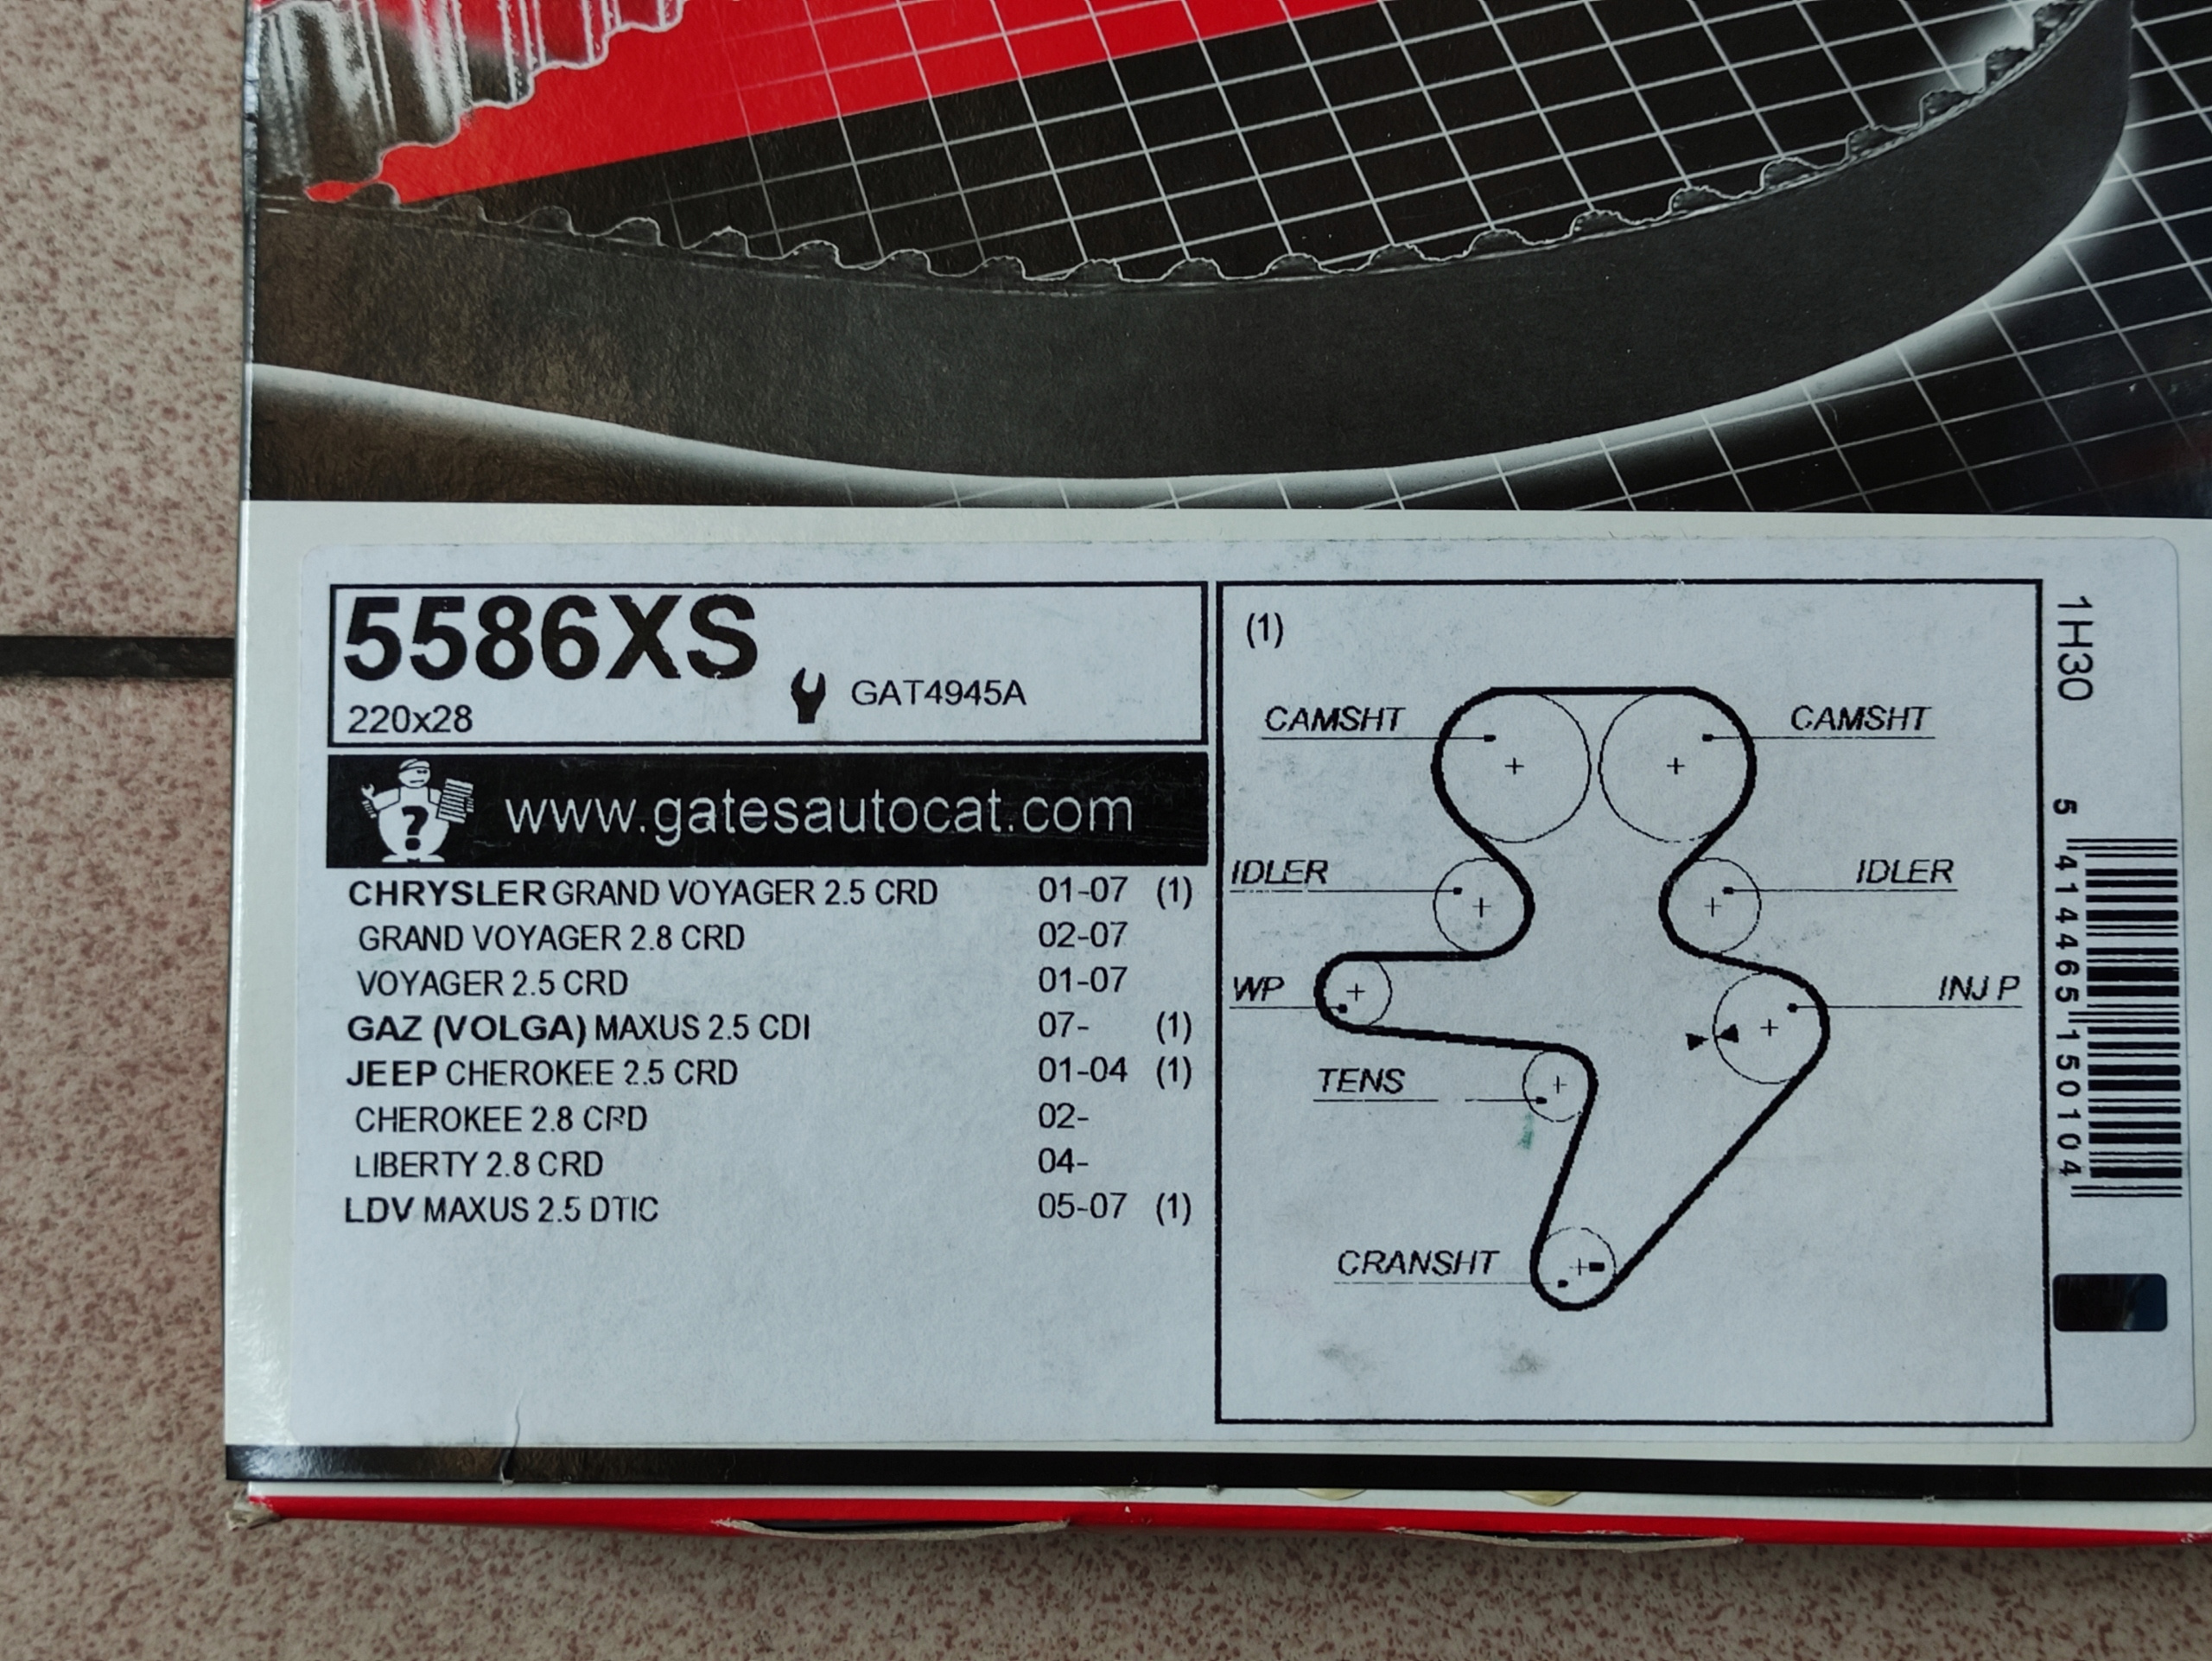 5586XS
220x28
GAT4945A
?
www.gatesautocat.com
CHRYSLER GRAND VOYAGER 2.5 CRD 01-07 (1)
GRAND VOYAGER 2.8 CRD 02-07
VOYAGER 2.5 CRD 01-07
GAZ (VOLGA) MAXUS 2.5 CDI 07- (1)
JEEP CHEROKEE 2.5 CRD 01-04 (1)
CHEROKEE 2.8 CRD 02-
LIBERTY 2.8 CRD 04-
LDV MAXUS 2.5 DTIC 05-07 (1)
(1)
CAMSHT
CAMSHT
IDLER
IDLER
WP
INJ P
TENS
CRANSHT
1H30
5 414465 150104